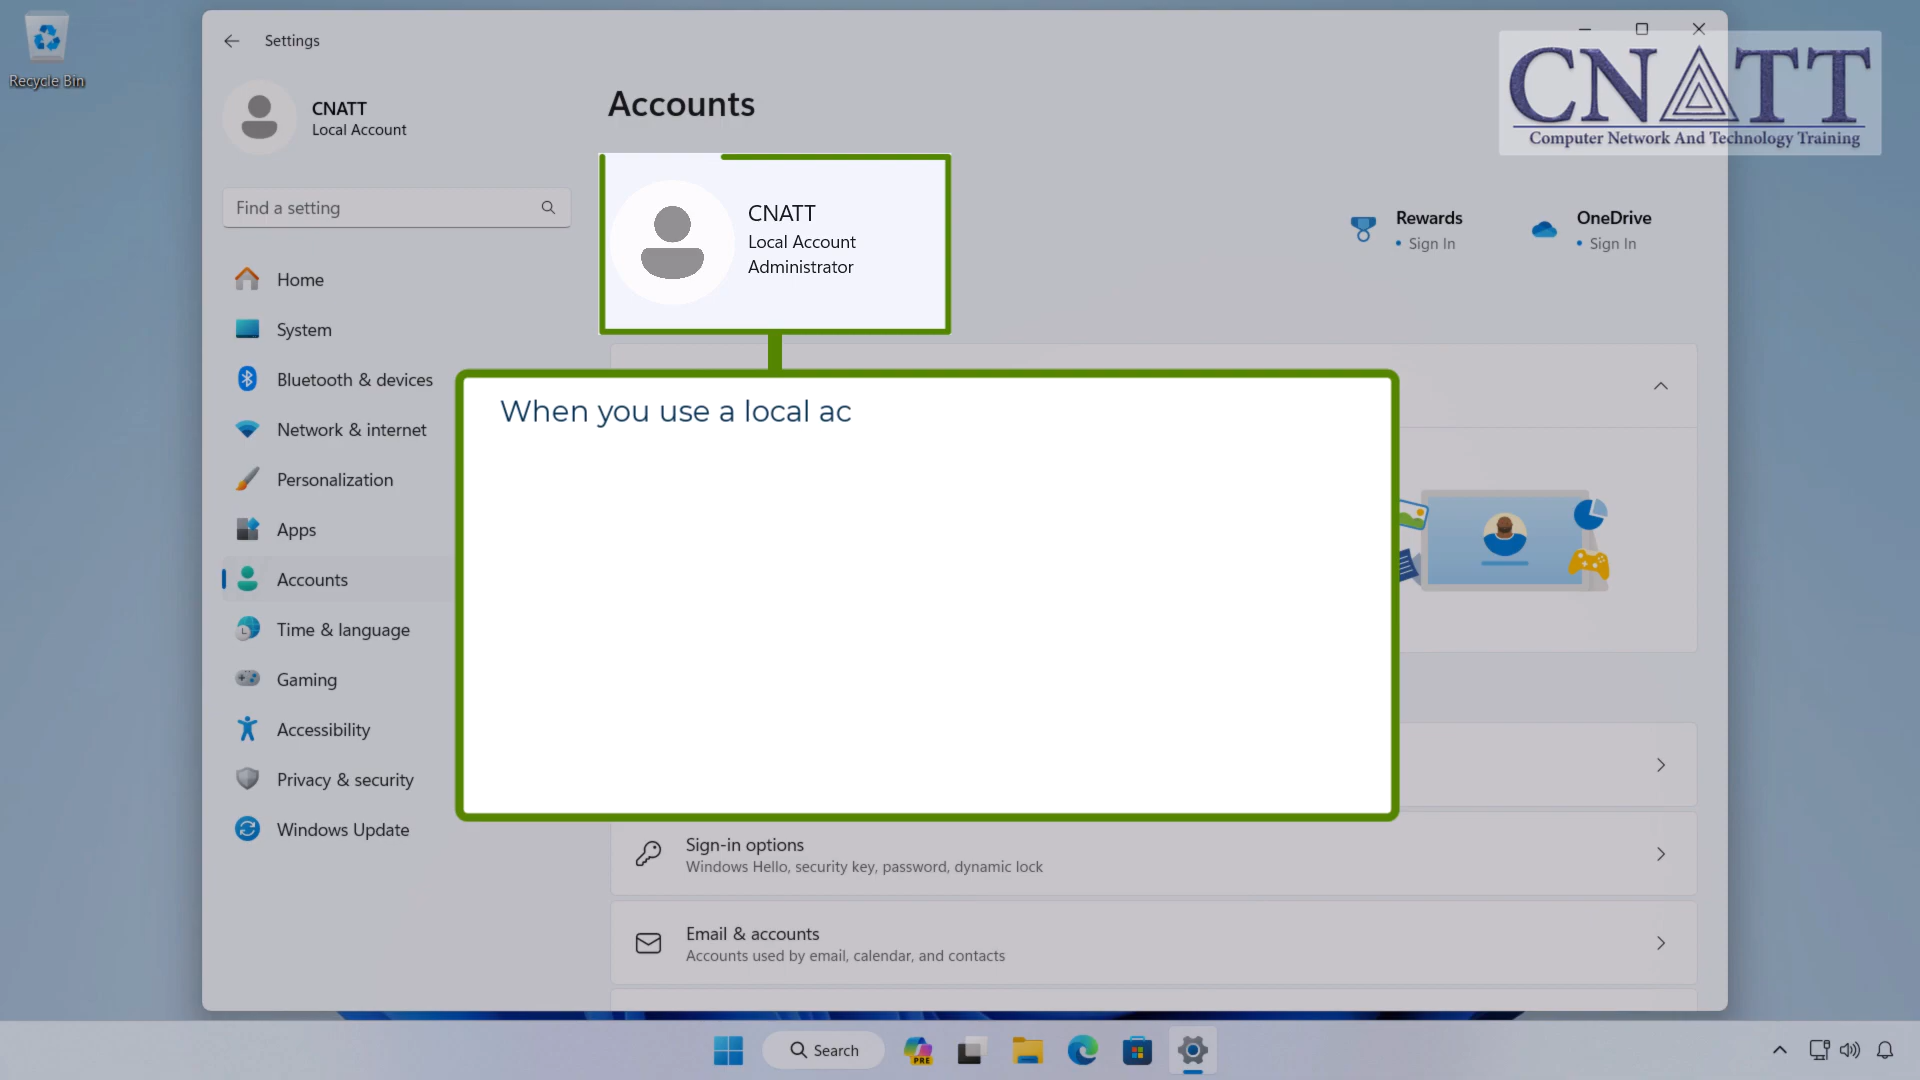 Recycle Bin
Settings
CNATT
Local Account
Find a setting
Home
System
Bluetooth & devices
Network & internet
Personalization
Apps
Accounts
Time & language
Gaming
Accessibility
Privacy & security
Windows Update
Accounts
CNATT
Local Account
Administrator
Rewards
• Sign In
OneDrive
• Sign In
CNATT
Computer Network And Technology Training
When you use a local ac
Sign-in options
Windows Hello, security key, password, dynamic lock
Email & accounts
Accounts used by email, calendar, and contacts
Search
PRE